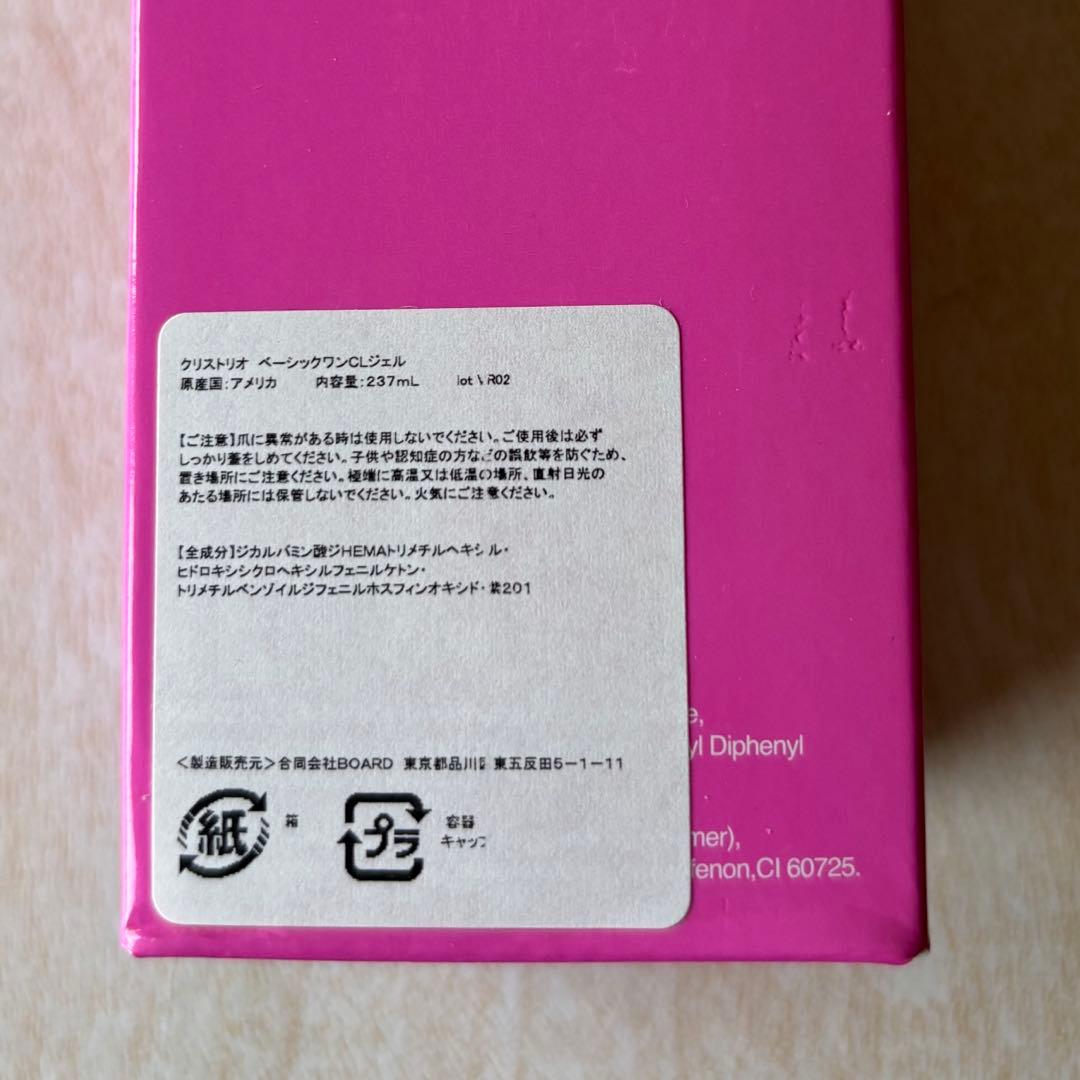 クリストリオ ベーシックワンCLジェル
原産国:アメリカ 内容量:237mL lot VR02
【ご注意】爪に異常がある時は使用しないでください。ご使用後は必ず
しっかり蓋をしめてください。子供や認知症の方などの誤飲等を防ぐため、
置き場所にご注意ください。極端に高温又は低温の場所、直射日光の
あたる場所には保管しないでください。火気にご注意ください。
【全成分】ジカルバミン酸ジHEMAトリメチルヘキシル・
ヒドロキシシクロヘキシルフェニルケトン・
トリメチルベンゾイルジフェニルホスフィンオキシド・紫201
e,
yl Diphenyl
<製造販売元>合同会社BOARD 東京都品川区東五反田5-1-11
紙 箱 プラ 容器
キャップ
mer),
fenon,CI 60725.